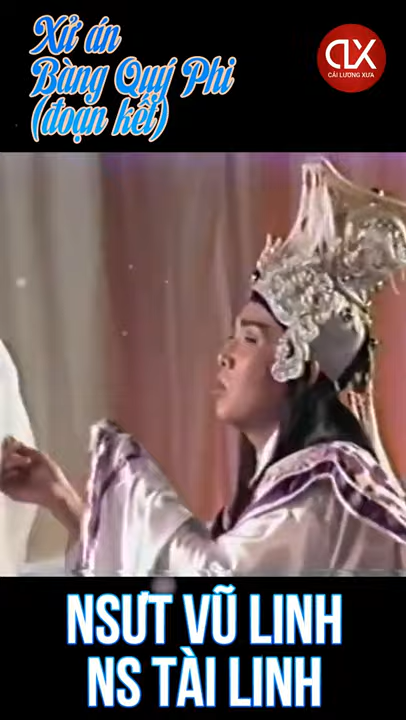 Xử án
Bàng Quý Phi
(đoạn kết)
CLX
CẢI LƯƠNG XƯA
NSƯT VŨ LINH
NS TÀI LINH